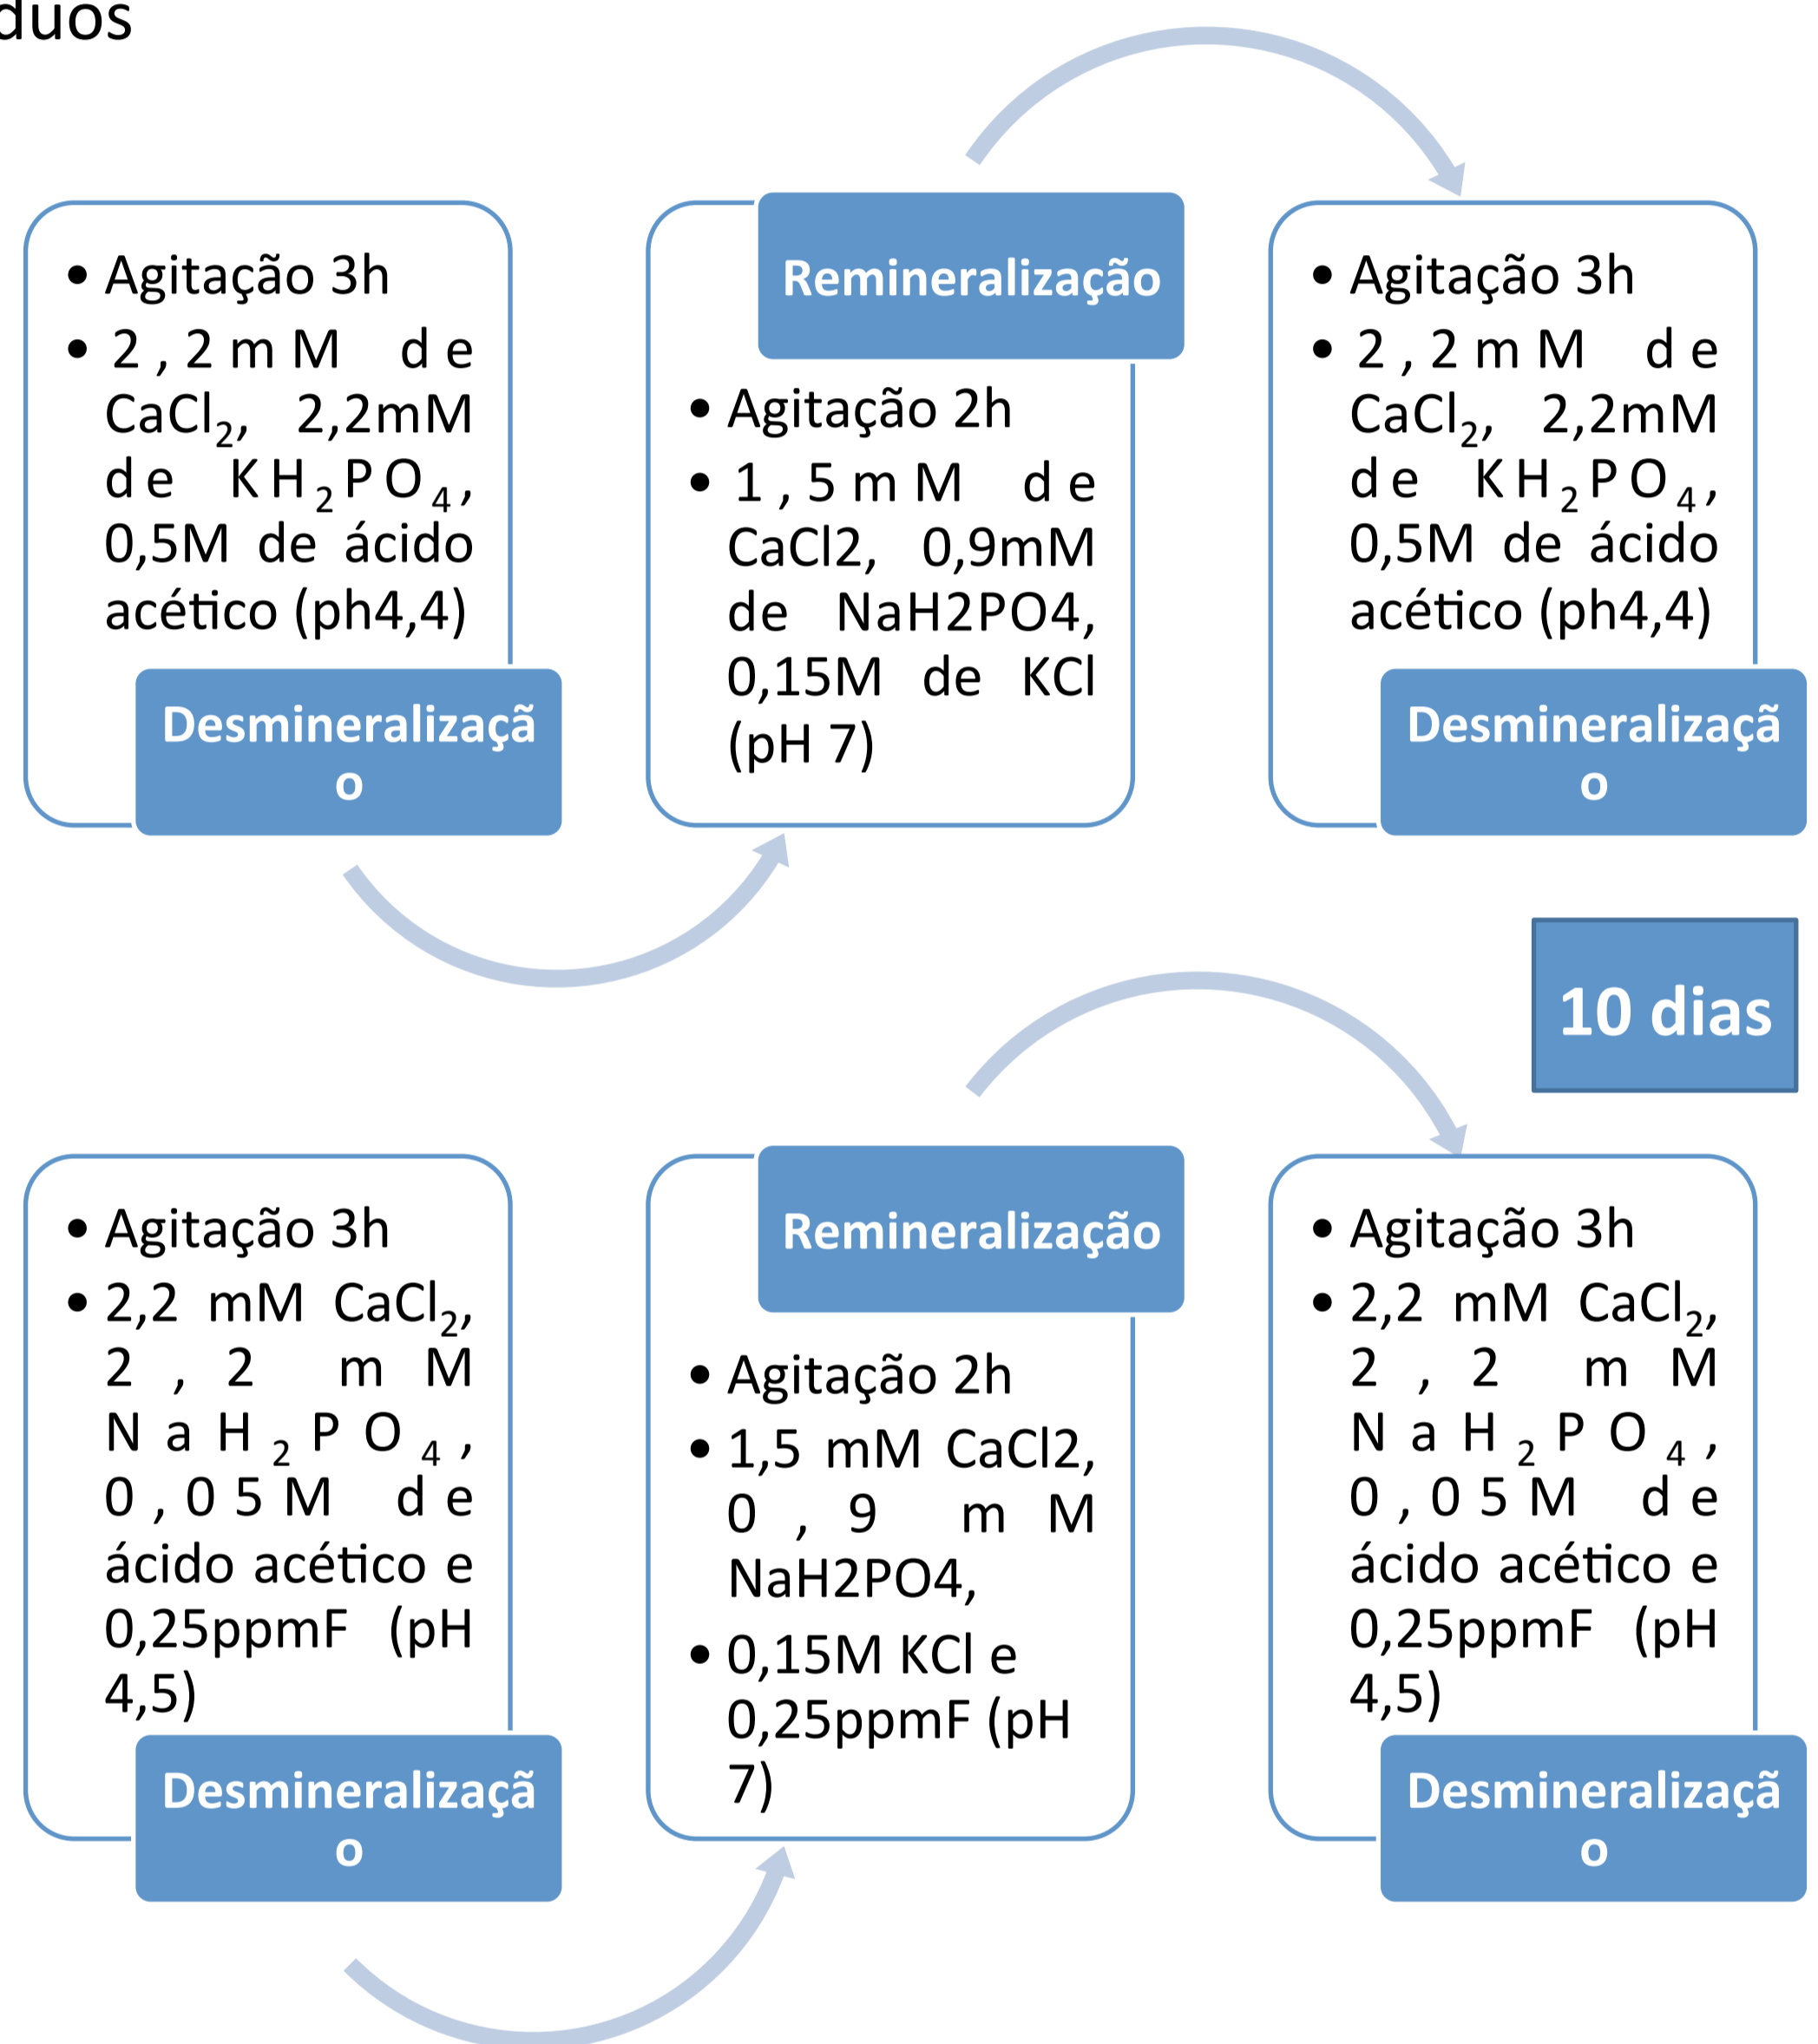 duos
• Agitação 3h
• 2,2mM de
CaCl₂, 2,2mM
de KH₂PO₄,
0,5M de ácido
acético (ph4,4)
Desmineralizaçã
o
Remineralização
• Agitação 2h
• 1,5mM de
CaCl2, 0,9mM
de NaH2PO4,
0,15M de KCl
(pH 7)
• Agitação 3h
• 2,2mM de
CaCl₂, 2,2mM
de KH₂PO₄,
0,5M de ácido
acético (ph4,4)
Desmineralizaçã
o
10 dias
• Agitação 3h
• 2,2 mM CaCl₂,
2,2 mM
NaH₂PO₄,
0,05M de
ácido acético e
0,25ppmF (pH
4,5)
Desmineralizaçã
o
Remineralização
• Agitação 2h
• 1,5 mM CaCl2,
0,9 mM
NaH2PO4,
• 0,15M KCl e
0,25ppmF (pH
7)
• Agitação 3h
• 2,2 mM CaCl₂,
2,2 mM
NaH₂PO₄,
0,05M de
ácido acético e
0,25ppmF (pH
4,5)
Desmineralizaçã
o